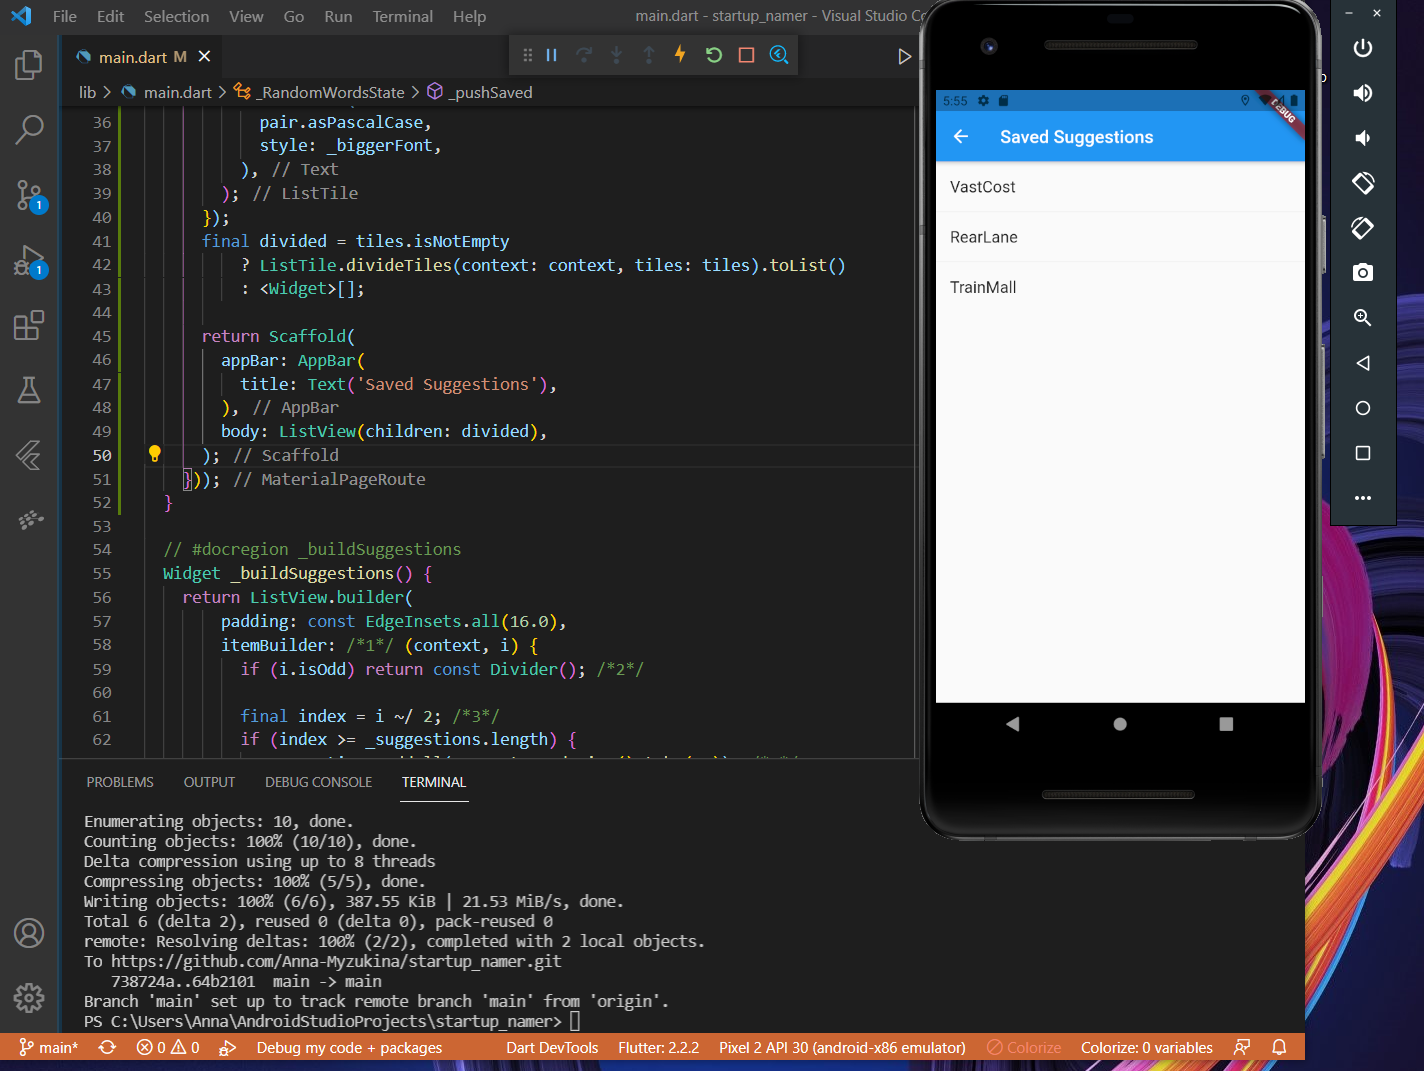 File Edit Selection View Go Run Terminal Help
main.dart - startup_namer - Visual Studio
main.dart M
lib > main.dart > _RandomWordsState > _pushSaved
36 pair.asPascalCase,
37 style: _biggerFont,
38 ), // Text
39 ); // ListTile
40 });
41 final divided = tiles.isNotEmpty
42 ? ListTile.divideTiles(context: context, tiles: tiles).toList()
43 : <Widget>[];
44
45 return Scaffold(
46 appBar: AppBar(
47 title: Text('Saved Suggestions'),
48 ), // AppBar
49 body: ListView(children: divided),
50 ); // Scaffold
51 })); // MaterialPageRoute
52 }
53
54 // #docregion _buildSuggestions
55 Widget _buildSuggestions() {
56 return ListView.builder(
57 padding: const EdgeInsets.all(16.0),
58 itemBuilder: /*1*/ (context, i) {
59 if (i.isOdd) return const Divider(); /*2*/
60
61 final index = i ~/ 2; /*3*/
62 if (index >= _suggestions.length) {
PROBLEMS OUTPUT DEBUG CONSOLE TERMINAL
Enumerating objects: 10, done.
Counting objects: 100% (10/10), done.
Delta compression using up to 8 threads
Compressing objects: 100% (5/5), done.
Writing objects: 100% (6/6), 387.55 KiB | 21.53 MiB/s, done.
Total 6 (delta 2), reused 0 (delta 0), pack-reused 0
remote: Resolving deltas: 100% (2/2), completed with 2 local objects.
To https://github.com/Anna-Myzukina/startup_namer.git
738724a..64b2101 main -> main
Branch 'main' set up to track remote branch 'main' from 'origin'.
PS C:\Users\Anna\AndroidStudioProjects\startup_namer>
main* 0 0 Debug my code + packages Dart DevTools Flutter: 2.2.2 Pixel 2 API 30 (android-x86 emulator) Colorize Colorize: 0 variables
1
1
5:55
DEBUG
Saved Suggestions
VastCost
RearLane
TrainMall